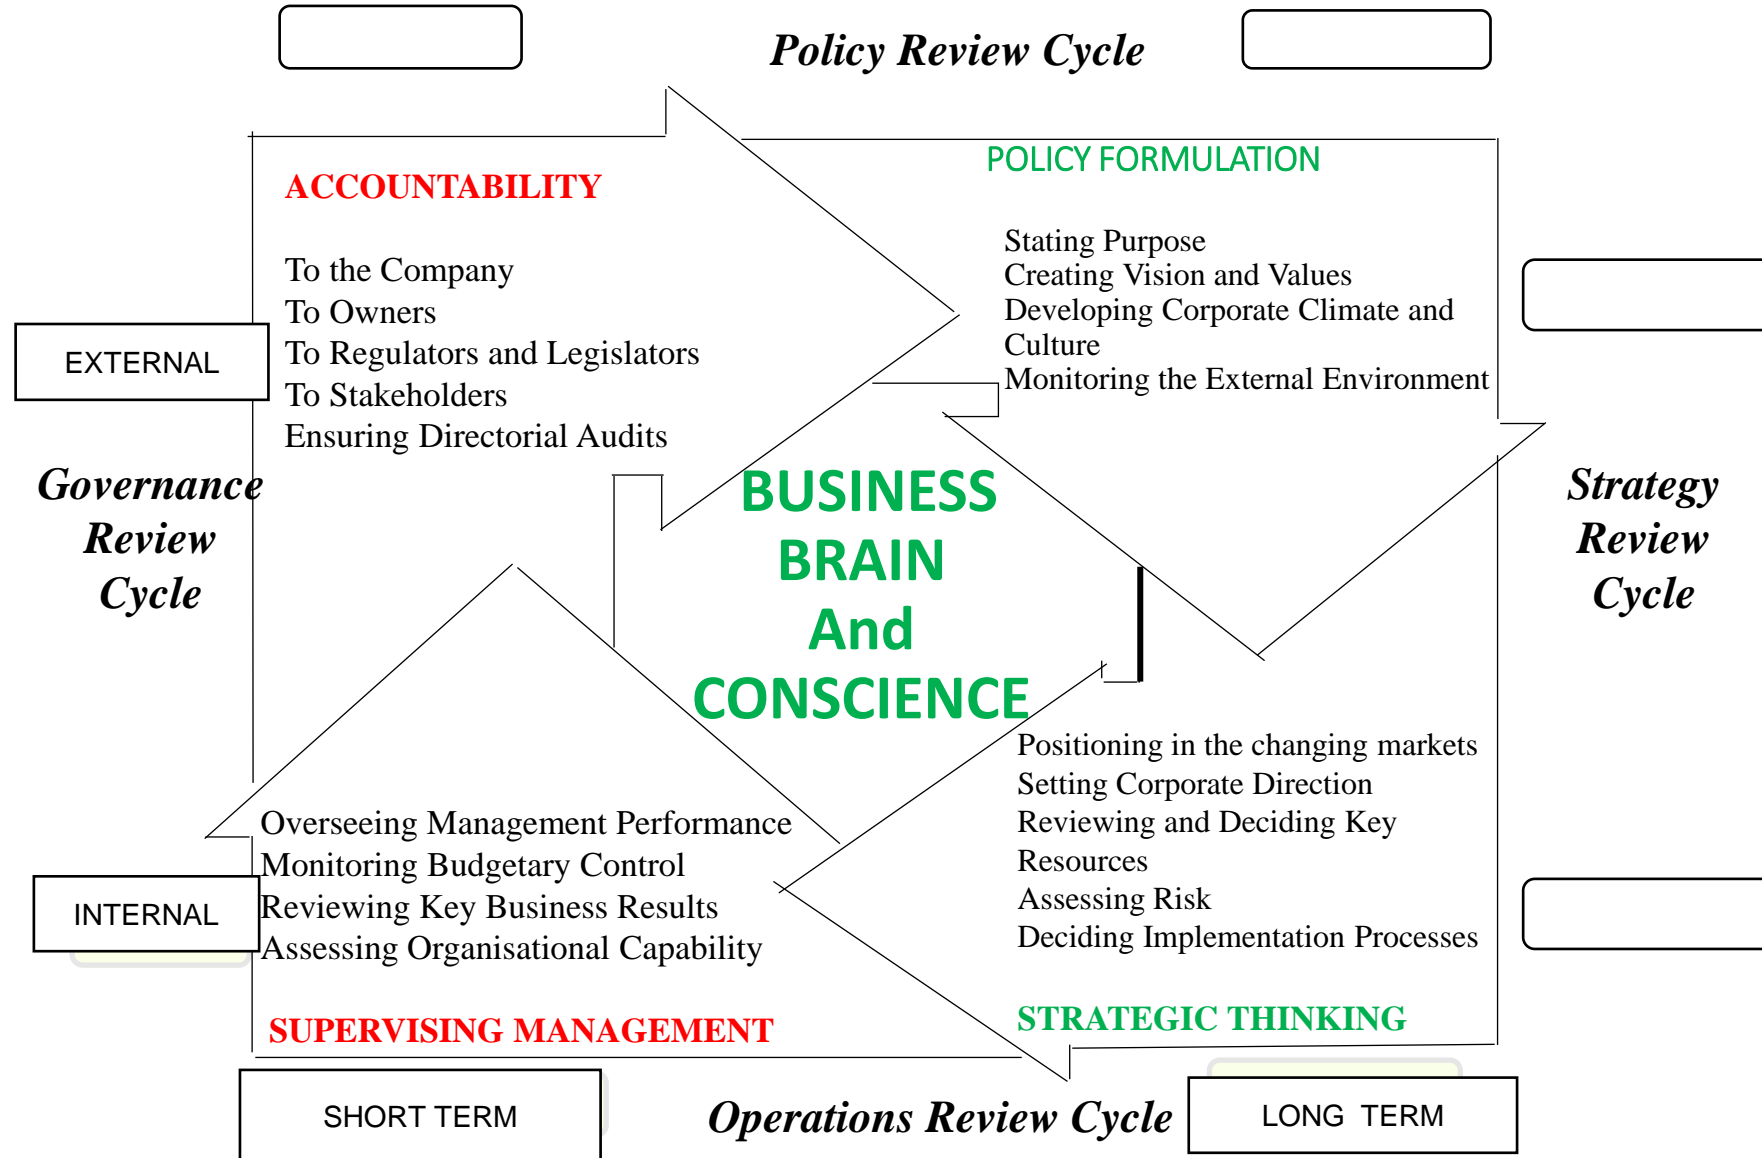 Policy Review Cycle
ACCOUNTABILITY
To the Company
To Owners
To Regulators and Legislators
To Stakeholders
Ensuring Directorial Audits
POLICY FORMULATION
Stating Purpose
Creating Vision and Values
Developing Corporate Climate and
Culture
Monitoring the External Environment
EXTERNAL
Governance
Review
Cycle
BUSINESS
BRAIN
And
CONSCIENCE
Strategy
Review
Cycle
Overseeing Management Performance
Monitoring Budgetary Control
Reviewing Key Business Results
Assessing Organisational Capability
SUPERVISING MANAGEMENT
INTERNAL
Positioning in the changing markets
Setting Corporate Direction
Reviewing and Deciding Key
Resources
Assessing Risk
Deciding Implementation Processes
STRATEGIC THINKING
SHORT TERM
Operations Review Cycle
LONG TERM